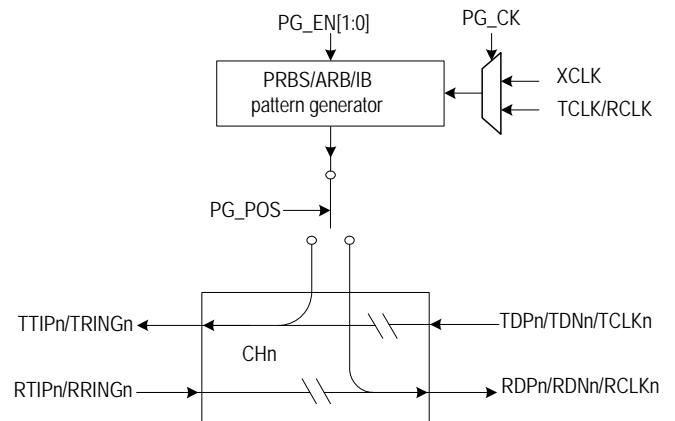 PG_EN[1:0]
PG_CK
PRBS/ARB/IB
pattern generator
XCLK
TCLK/RCLK
PG_POS
TTIPn/TRINGn
TDPn/TDNn/TCLKn
CHn
RTIPn/RRINGn
RDPn/RDNn/RCLKn